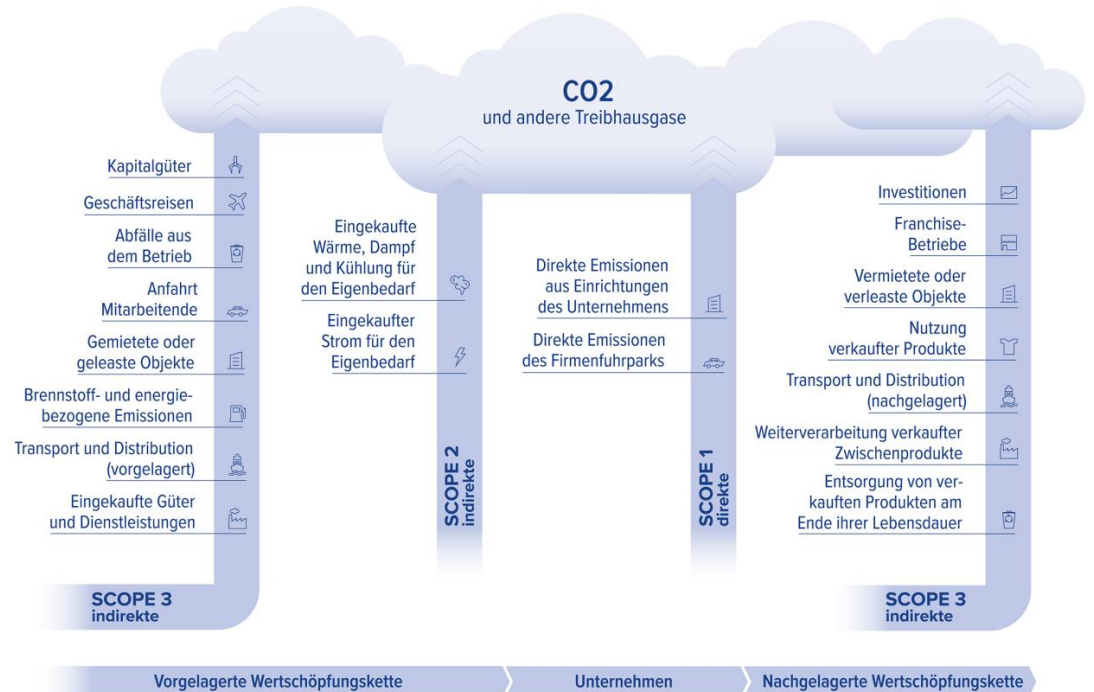 CO2
und andere Treibhausgase
Kapitalgüter
Geschäftsreisen
Abfälle aus
dem Betrieb
Anfahrt
Mitarbeitende
Gemietete oder
geleaste Objekte
Brennstoff- und energie-
bezogene Emissionen
Transport und Distribution
(vorgelagert)
Eingekaufte Güter
und Dienstleistungen
SCOPE 3
indirekte
Eingekaufte
Wärme, Dampf
und Kühlung für
den Eigenbedarf
Eingekaufter
Strom für den
Eigenbedarf
SCOPE 2
indirekte
Direkte Emissionen
aus Einrichtungen
des Unternehmens
Direkte Emissionen
des Firmenfuhrparks
SCOPE 1
direkte
Investitionen
Franchise-
Betriebe
Vermietete oder
verleaste Objekte
Nutzung
verkaufter Produkte
Transport und Distribution
(nachgelagert)
Weiterverarbeitung verkaufter
Zwischenprodukte
Entsorgung von ver-
kauften Produkten am
Ende ihrer Lebensdauer
SCOPE 3
indirekte
Vorgelagerte Wertschöpfungskette
Unternehmen
Nachgelagerte Wertschöpfungskette